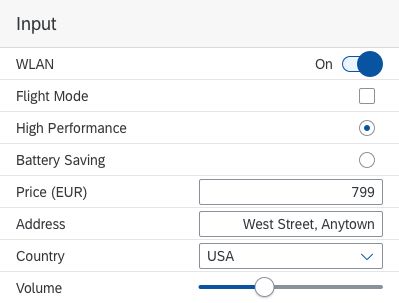 Input
WLAN On
Flight Mode
High Performance
Battery Saving
Price (EUR) 799
Address West Street, Anytown
Country USA
Volume